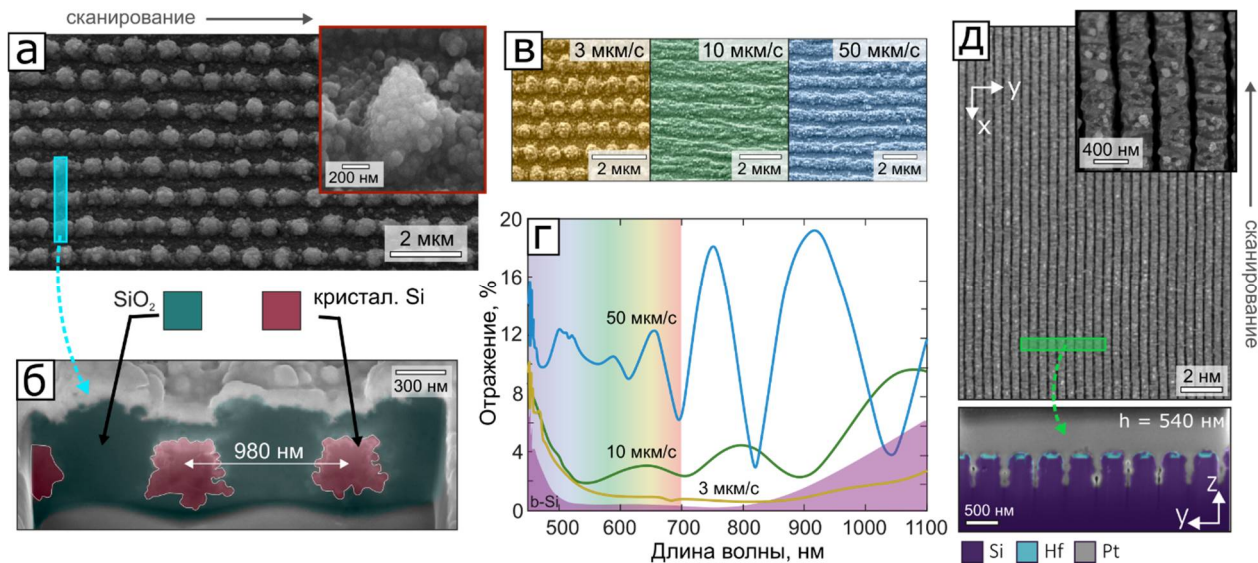 сканирование
а
200 нм
2 мкм
SiO₂
кристал. Si
б
300 нм
980 нм
в
3 мкм/с
10 мкм/с
50 мкм/с
2 мкм
2 мкм
2 мкм
г
Отражение, %
20
16
12
8
4
0
50 мкм/с
10 мкм/с
3 мкм/с
b-Si
500
600
700
800
900
1000
1100
Длина волны, нм
д
y
x
400 нм
сканирование
2 нм
h = 540 нм
500 нм
z
y
Si
Hf
Pt